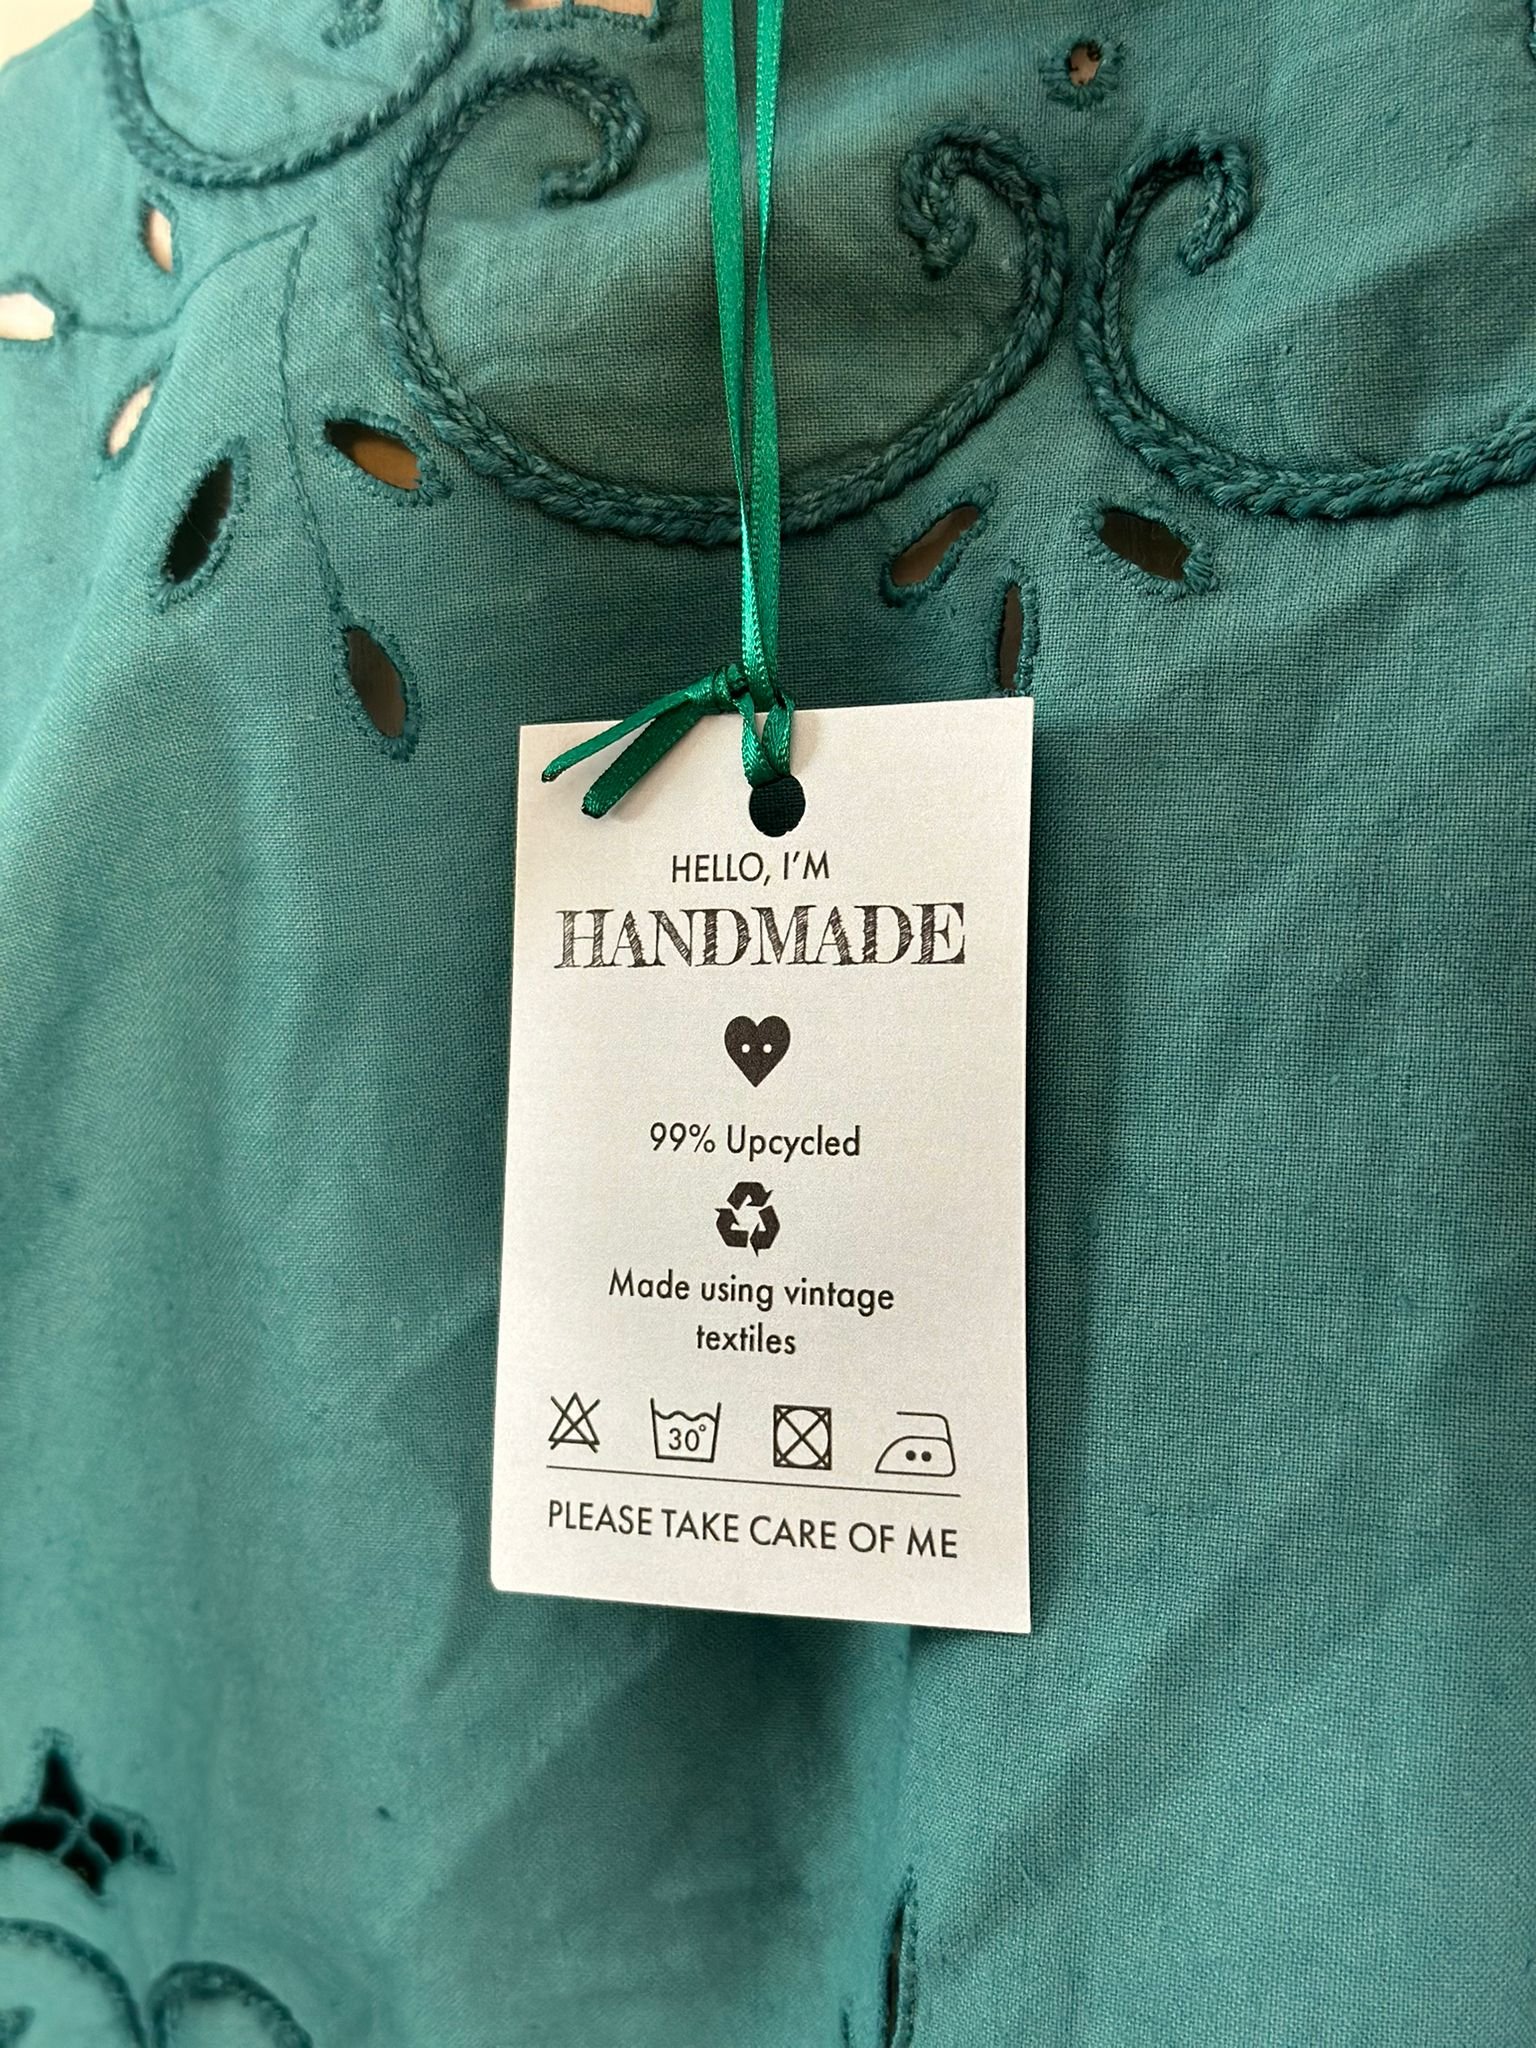 HELLO, I'M
HANDMADE
99% Upcycled
Made using vintage
textiles
30°
PLEASE TAKE CARE OF ME